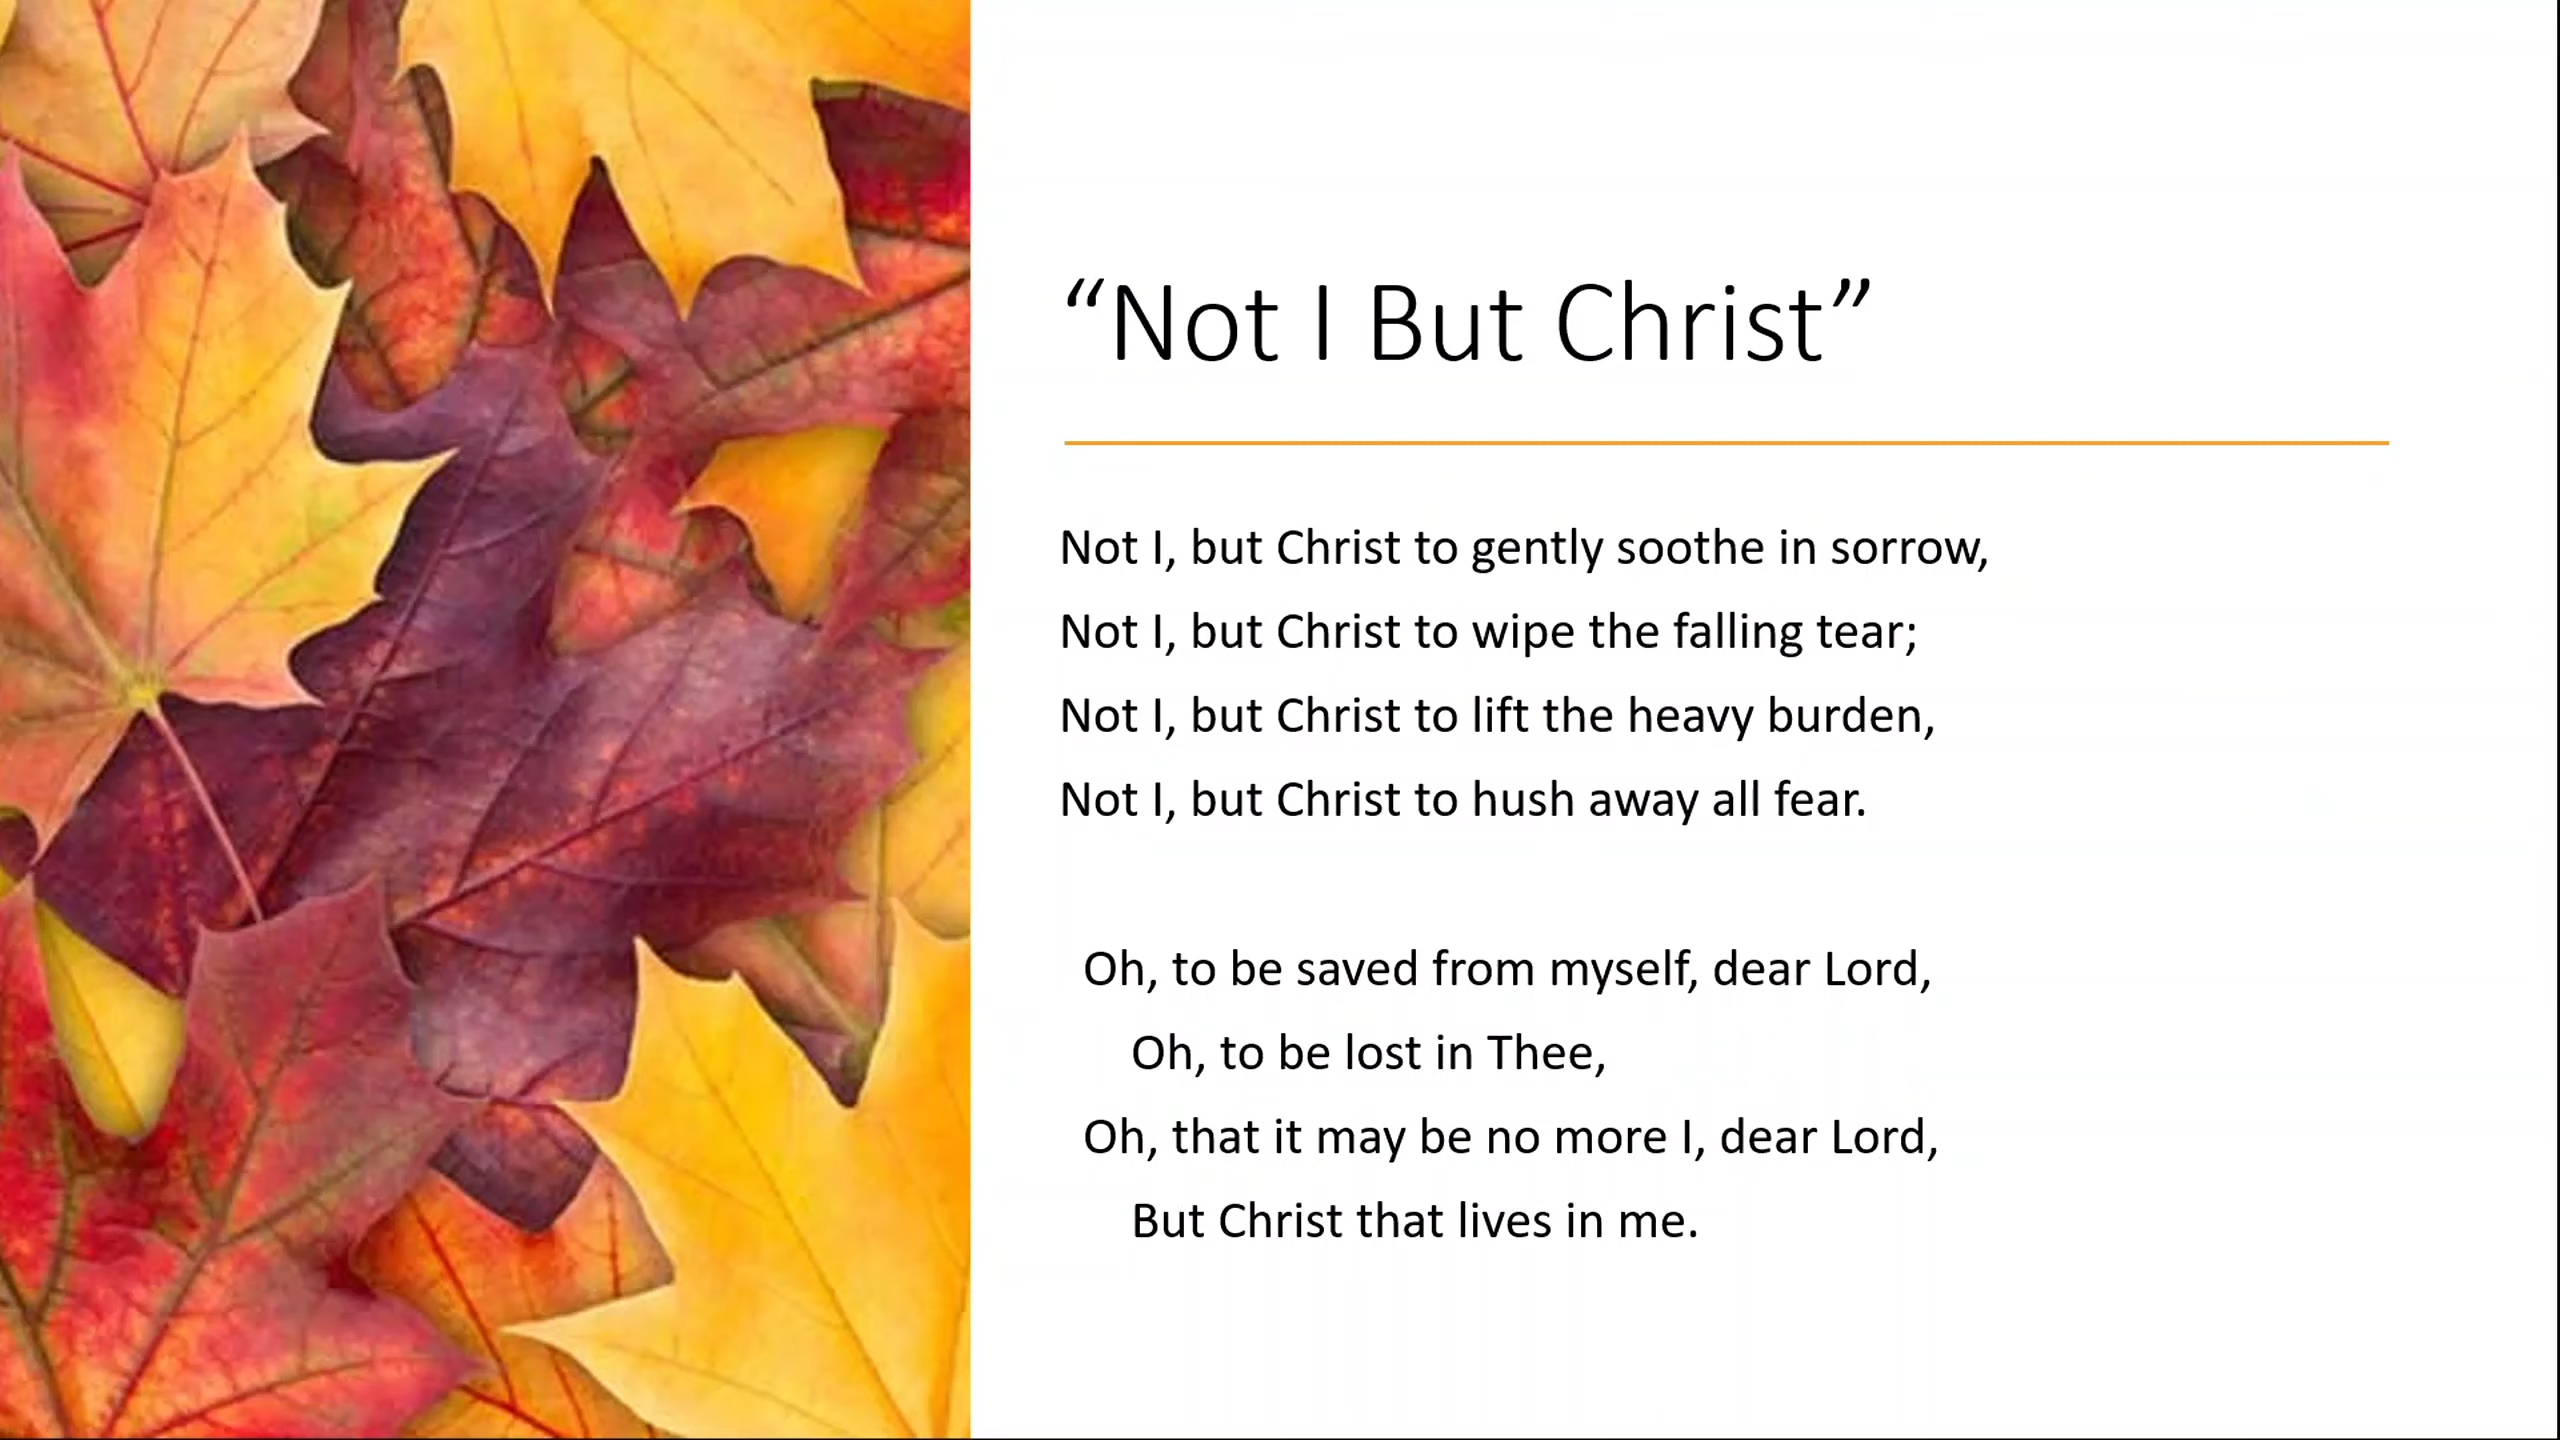 “Not I But Christ”
Not I, but Christ to gently soothe in sorrow,
Not I, but Christ to wipe the falling tear;
Not I, but Christ to lift the heavy burden,
Not I, but Christ to hush away all fear.
Oh, to be saved from myself, dear Lord,
Oh, to be lost in Thee,
Oh, that it may be no more I, dear Lord,
But Christ that lives in me.